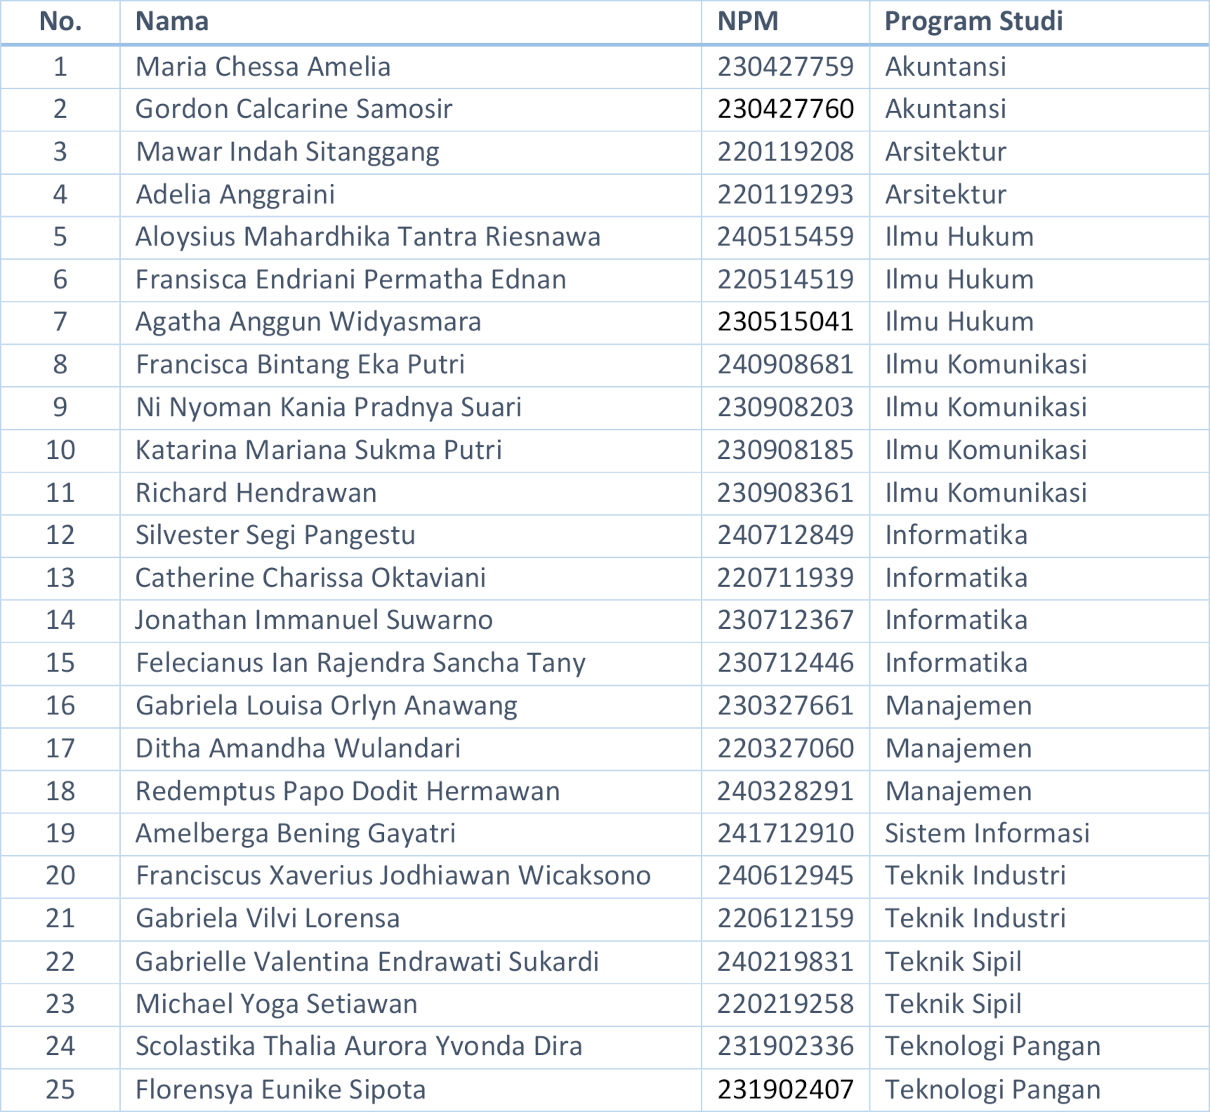 No. Nama NPM Program Studi
1 Maria Chessa Amelia 230427759 Akuntansi
2 Gordon Calcarine Samosir 230427760 Akuntansi
3 Mawar Indah Sitanggang 220119208 Arsitektur
4 Adelia Anggraini 220119293 Arsitektur
5 Aloysius Mahardhika Tantra Riesnawa 240515459 Ilmu Hukum
6 Fransisca Endriani Permatha Ednan 220514519 Ilmu Hukum
7 Agatha Anggun Widyasmara 230515041 Ilmu Hukum
8 Francisca Bintang Eka Putri 240908681 Ilmu Komunikasi
9 Ni Nyoman Kania Pradnya Suari 230908203 Ilmu Komunikasi
10 Katarina Mariana Sukma Putri 230908185 Ilmu Komunikasi
11 Richard Hendrawan 230908361 Ilmu Komunikasi
12 Silvester Segi Pangestu 240712849 Informatika
13 Catherine Charissa Oktaviani 220711939 Informatika
14 Jonathan Immanuel Suwarno 230712367 Informatika
15 Felecianus Ian Rajendra Sancha Tany 230712446 Informatika
16 Gabriela Louisa Orlyn Anawang 230327661 Manajemen
17 Ditha Amandha Wulandari 220327060 Manajemen
18 Redemptus Papo Dodit Hermawan 240328291 Manajemen
19 Amelberga Bening Gayatri 241712910 Sistem Informasi
20 Franciscus Xaverius Jodhiawan Wicaksono 240612945 Teknik Industri
21 Gabriela Vilvi Lorensa 220612159 Teknik Industri
22 Gabrielle Valentina Endrawati Sukardi 240219831 Teknik Sipil
23 Michael Yoga Setiawan 220219258 Teknik Sipil
24 Scolastika Thalia Aurora Yvonda Dira 231902336 Teknologi Pangan
25 Florensya Eunike Sipota 231902407 Teknologi Pangan